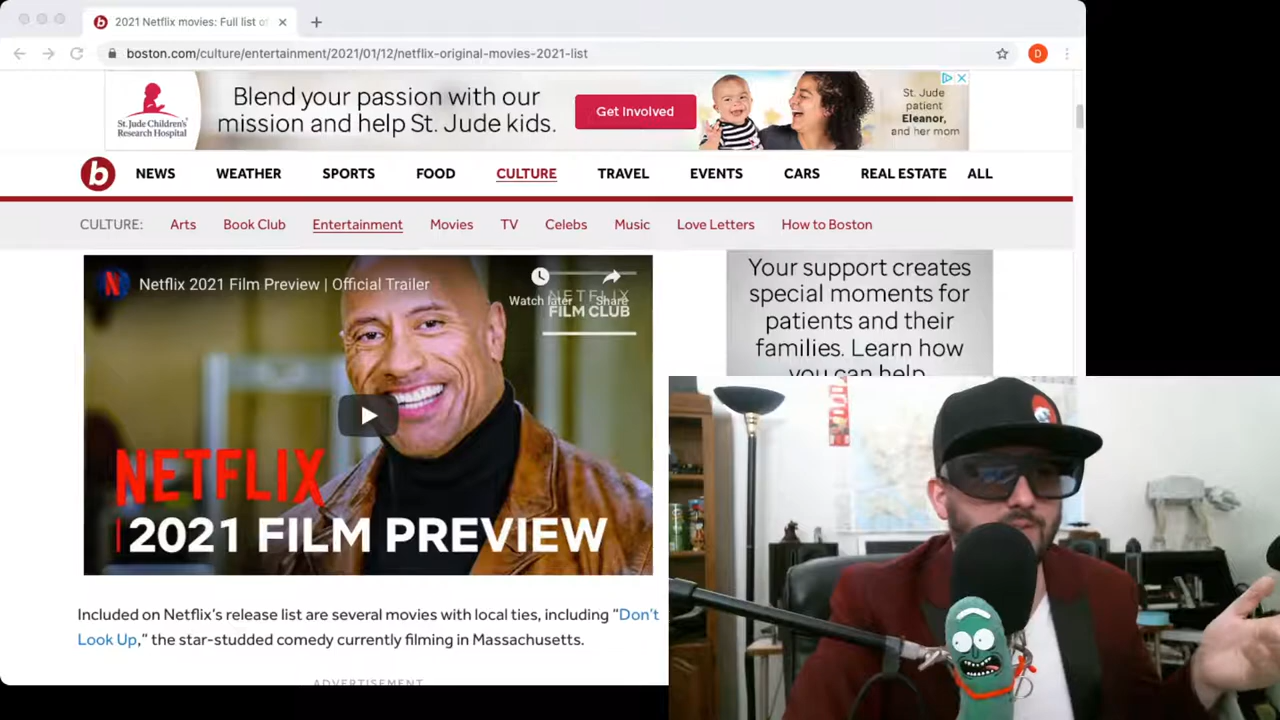 2021 Netflix movies: Full list of
boston.com/culture/entertainment/2021/01/12/netflix-original-movies-2021-list
D
St. Jude Children's
Research Hospital
Blend your passion with our
mission and help St. Jude kids.
Get Involved
St. Jude
patient
Eleanor,
and her mom
b
NEWS WEATHER SPORTS FOOD CULTURE TRAVEL EVENTS CARS REAL ESTATE ALL
CULTURE: Arts Book Club Entertainment Movies TV Celebs Music Love Letters How to Boston
N
Netflix 2021 Film Preview | Official Trailer
Watch later
Share
NETFLIX
FILM CLUB
NETFLIX
2021 FILM PREVIEW
Your support creates
special moments for
patients and their
families. Learn how
you can help.
Included on Netflix's release list are several movies with local ties, including “Don't
Look Up,” the star-studded comedy currently filming in Massachusetts.
ADVERTISEMENT